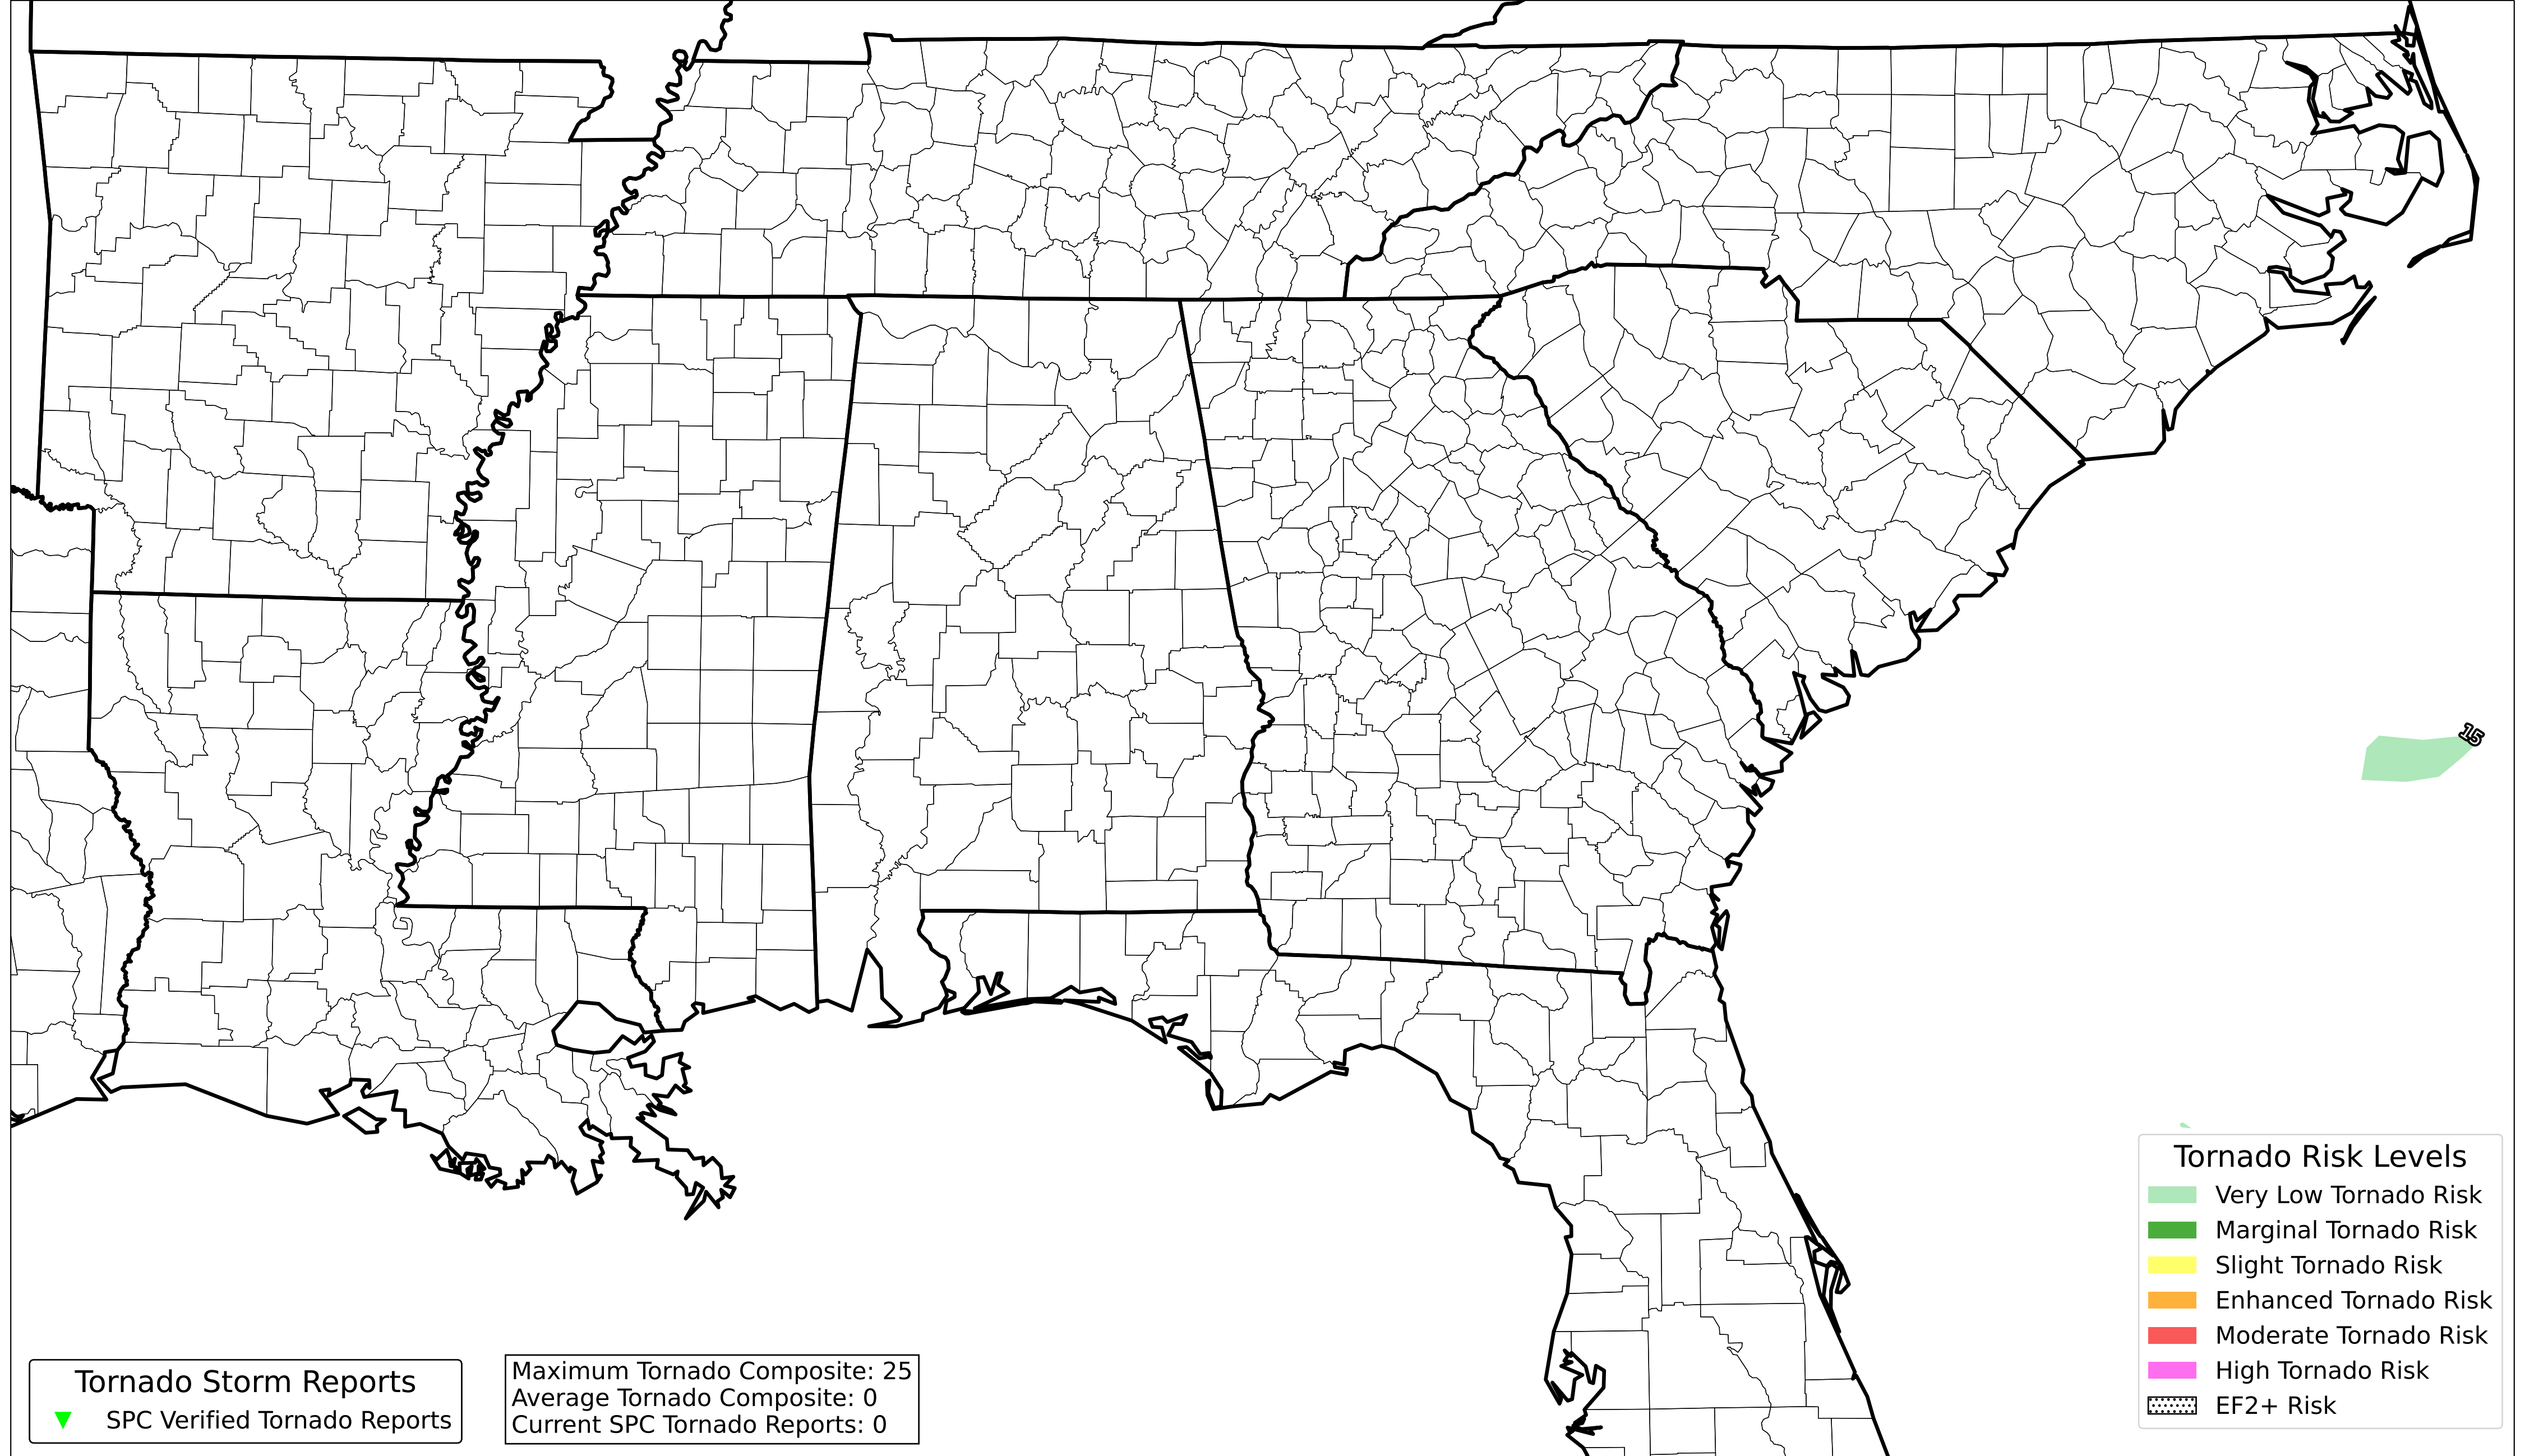 15
Tornado Risk Levels
Very Low Tornado Risk
Marginal Tornado Risk
Slight Tornado Risk
Enhanced Tornado Risk
Moderate Tornado Risk
High Tornado Risk
EF2+ Risk
Tornado Storm Reports
SPC Verified Tornado Reports
Maximum Tornado Composite: 25
Average Tornado Composite: 0
Current SPC Tornado Reports: 0